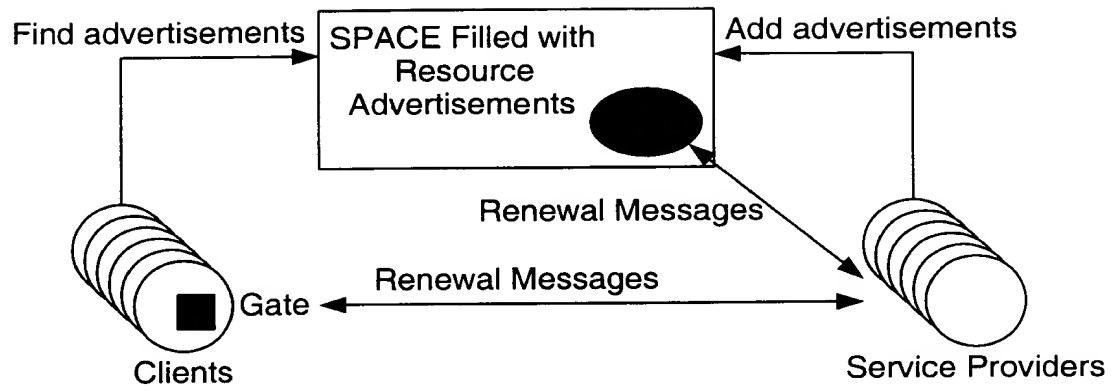 Find advertisements
SPACE Filled with
Resource
Advertisements
Add advertisements
Renewal Messages
Renewal Messages
Gate
Clients
Service Providers